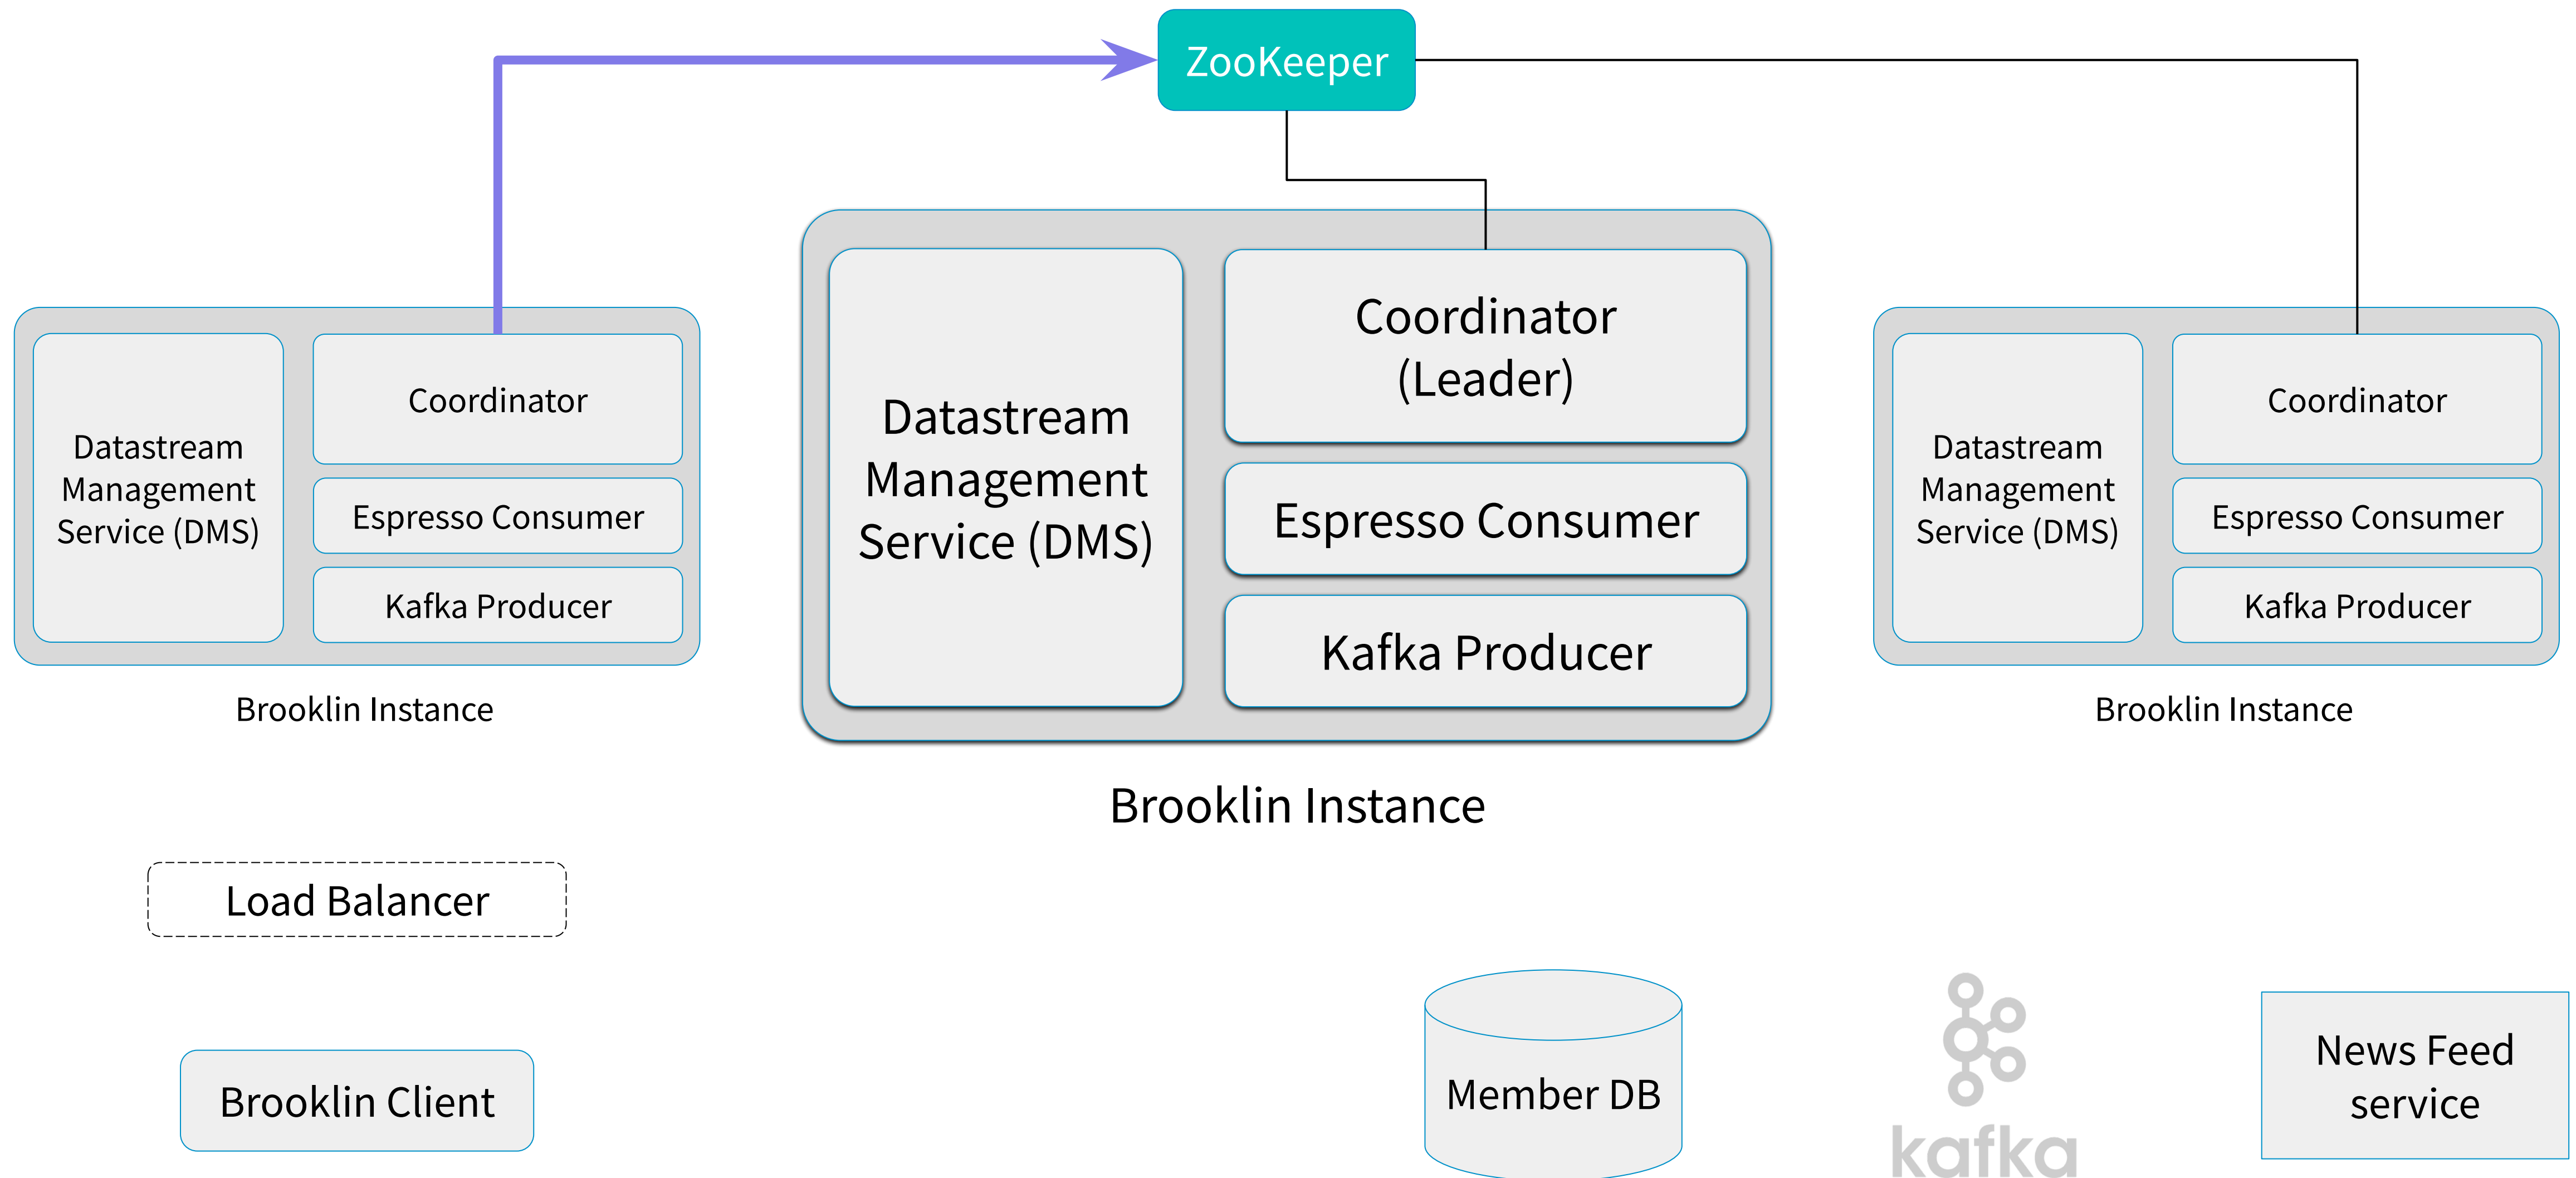 ZooKeeper
Datastream
Management
Service (DMS)
Coordinator
Espresso Consumer
Kafka Producer
Brooklin Instance
Datastream
Management
Service (DMS)
Coordinator
(Leader)
Espresso Consumer
Kafka Producer
Brooklin Instance
Datastream
Management
Service (DMS)
Coordinator
Espresso Consumer
Kafka Producer
Brooklin Instance
Load Balancer
Brooklin Client
Member DB
kafka
News Feed
service